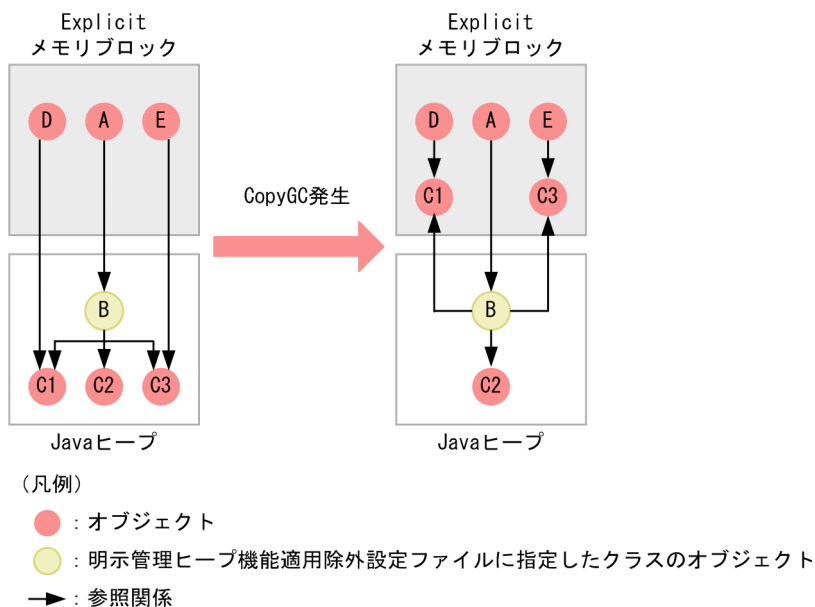 Explicit
メモリブロック
D A E
B
C1 C2 C3
Javaヒープ
CopyGC発生
Explicit
メモリブロック
D A E
C1 C3
B
C2
Javaヒープ
（凡例）
：オブジェクト
：明示管理ヒープ機能適用除外設定ファイルに指定したクラスのオブジェクト
：参照関係